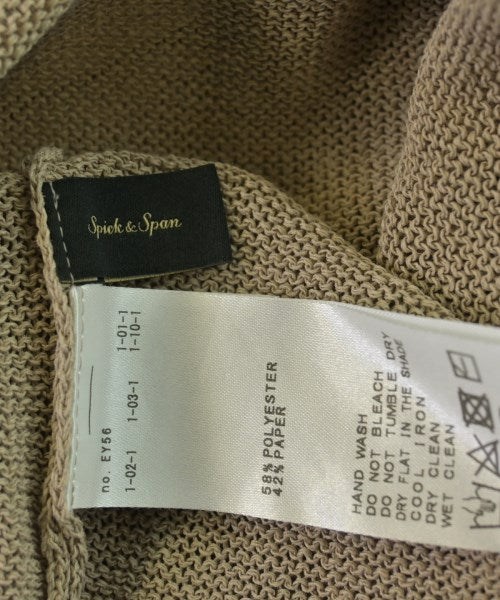 Spick & Span
no. EY56
1-01-1
1-10-1
1-02-1 1-03-1
58% POLYESTER
42% PAPER
HAND WASH
DO NOT BLEACH
DO NOT TUMBLE DRY
DRY FLAT IN THE SHADE
COOL IRON
DRY CLEAN
WET CLEAN